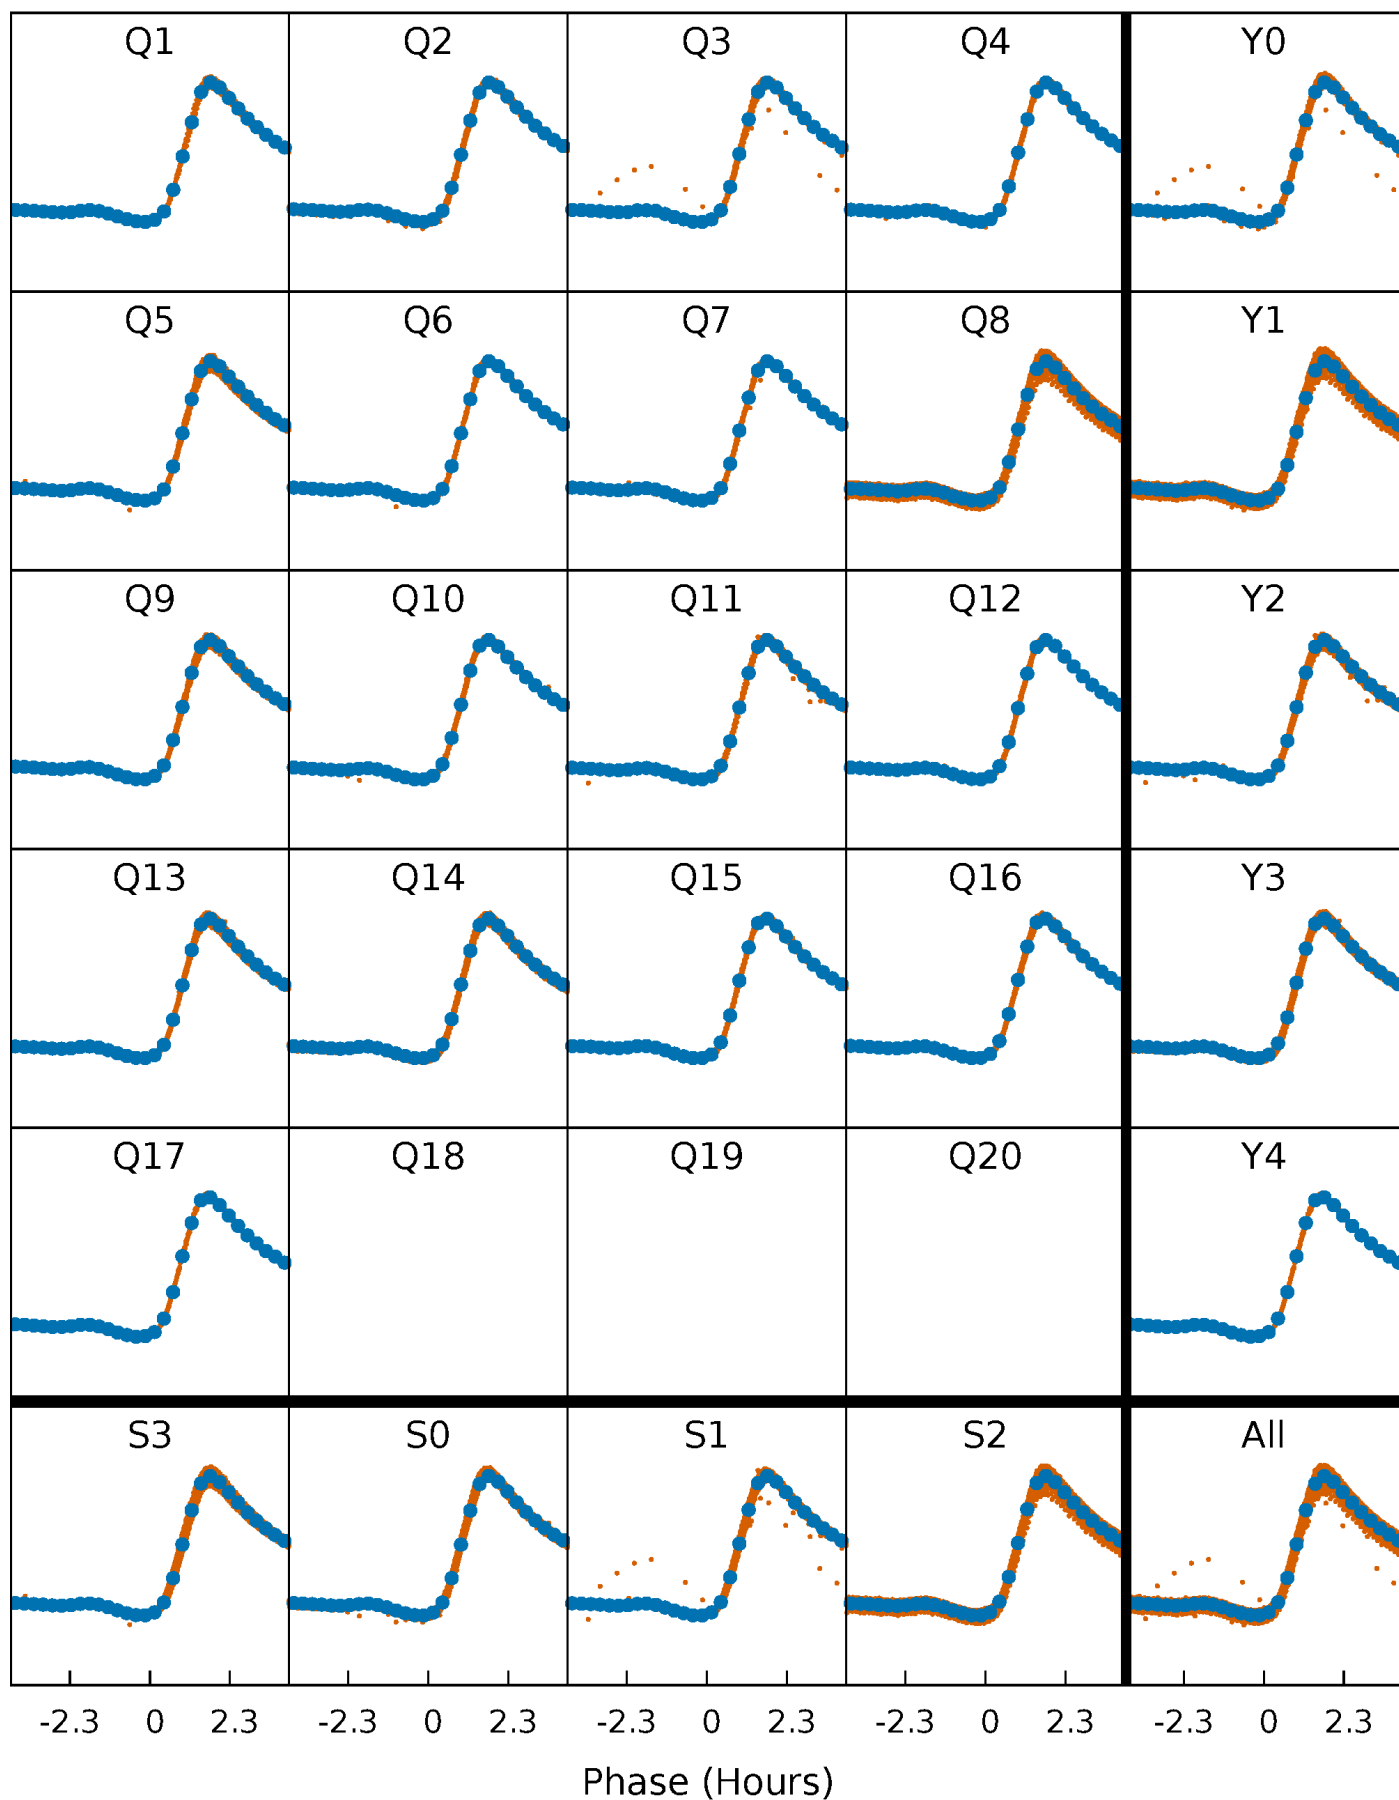 Q1 Q2 Q3 Q4 Y0
Q5 Q6 Q7 Q8 Y1
Q9 Q10 Q11 Q12 Y2
Q13 Q14 Q15 Q16 Y3
Q17 Q18 Q19 Q20 Y4
S3 S0 S1 S2 All
-2.3 0 2.3 -2.3 0 2.3 -2.3 0 2.3 -2.3 0 2.3 -2.3 0 2.3
Phase (Hours)